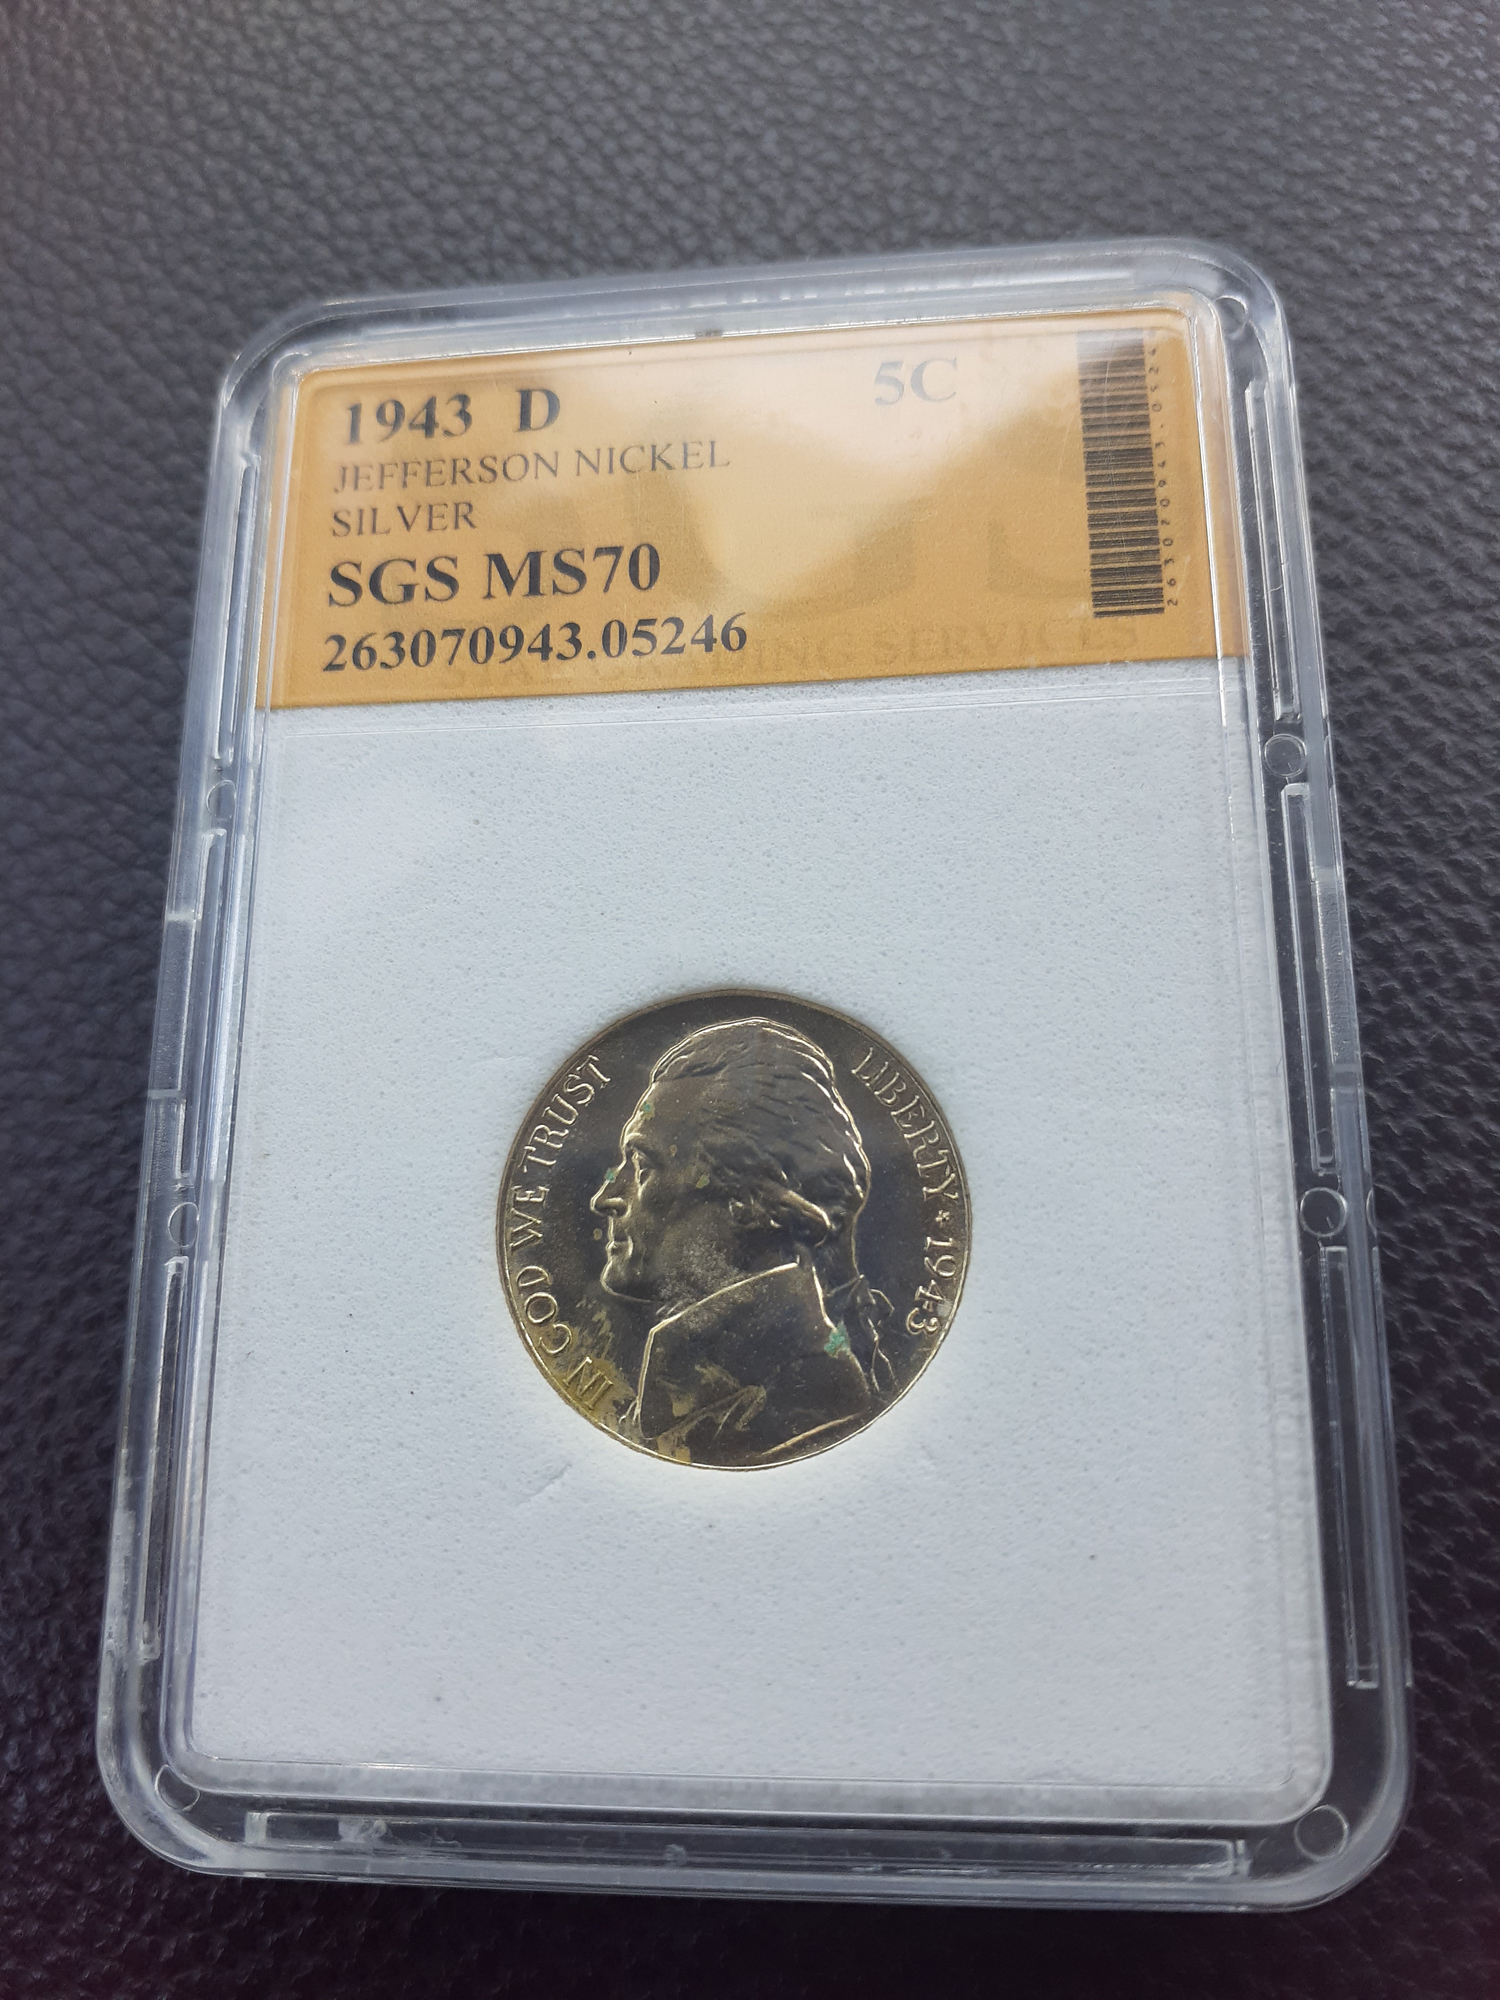 1943 D 5C
JEFFERSON NICKEL
SILVER
SGS MS70
263070943.05246
IN GOD WE TRUST
LIBERTY * 1943